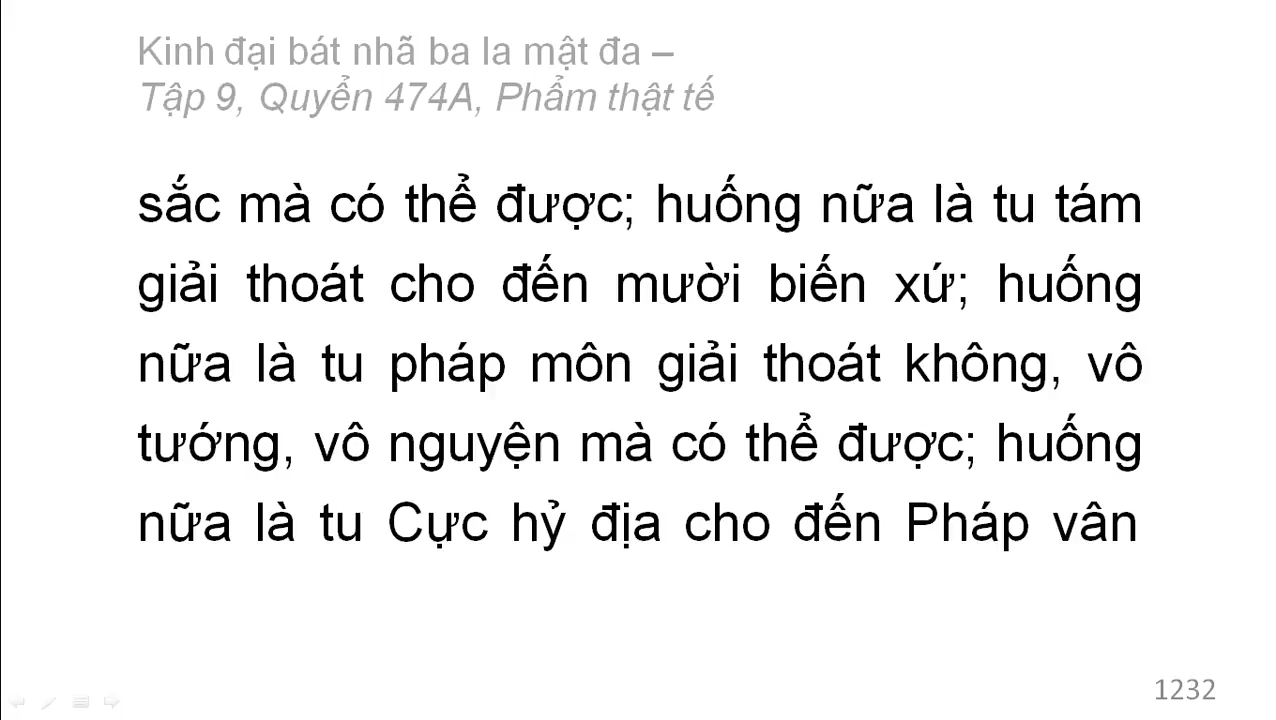 Kinh đại bát nhã ba la mật đa –
Tập 9, Quyển 474A, Phẩm thật tế
sắc mà có thể được; huống nữa là tu tám
giải thoát cho đến mười biến xứ; huống
nữa là tu pháp môn giải thoát không, vô
tướng, vô nguyện mà có thể được; huống
nữa là tu Cực hỷ địa cho đến Pháp vân
1232